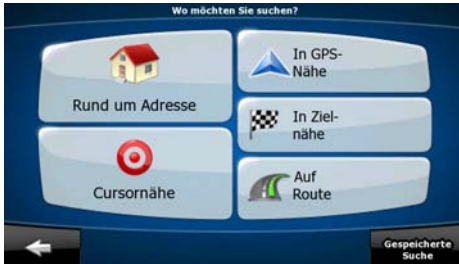 Wo möchten Sie suchen?
Rund um Adresse
Cursornähe
In GPS-
Nähe
In Ziel-
nähe
Auf
Route
Gespeicherte
Suche